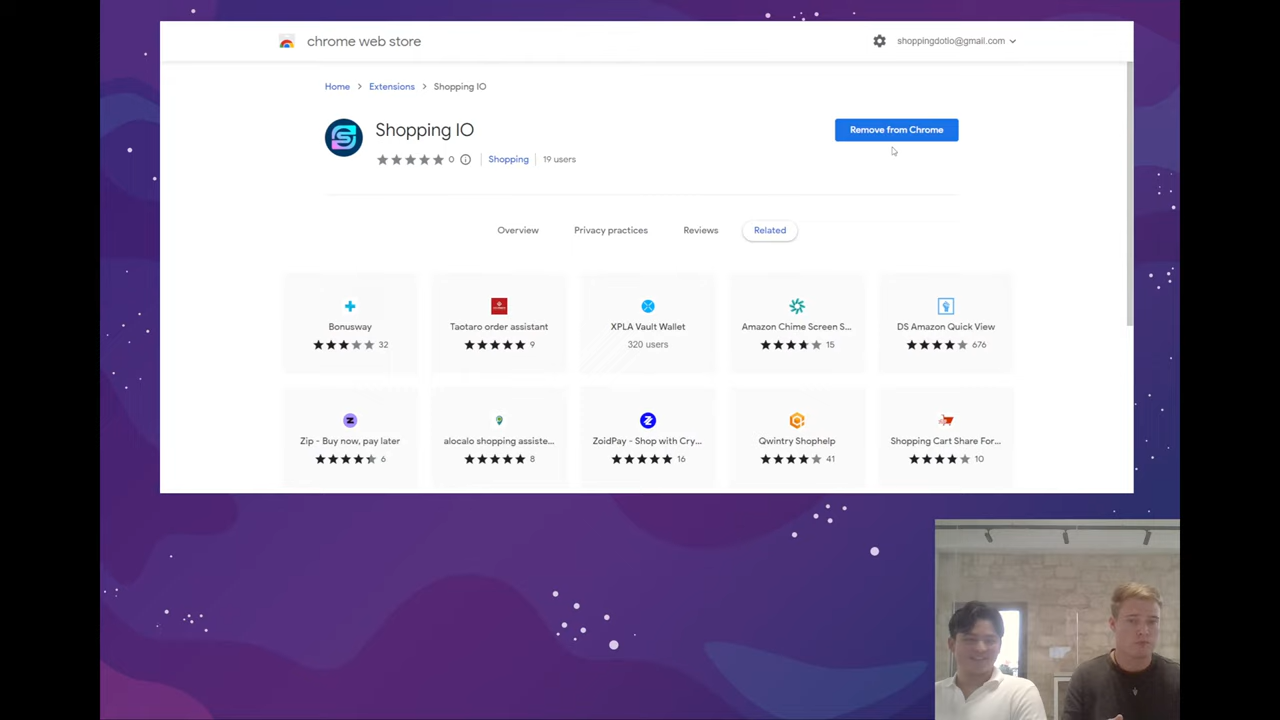 chrome web store
shoppingdotio@gmail.com
Home > Extensions > Shopping IO
Shopping IO
Remove from Chrome
0 Shopping 19 users
Overview Privacy practices Reviews Related
Bonusway Taotaro order assistant XPLA Vault Wallet Amazon Chime Screen S... DS Amazon Quick View
32 9 320 users 15 676
Zip - Buy now, pay later alocalo shopping assiste... ZoidPay - Shop with Cry... Qwintry Shophelp Shopping Cart Share For...
6 8 16 41 10